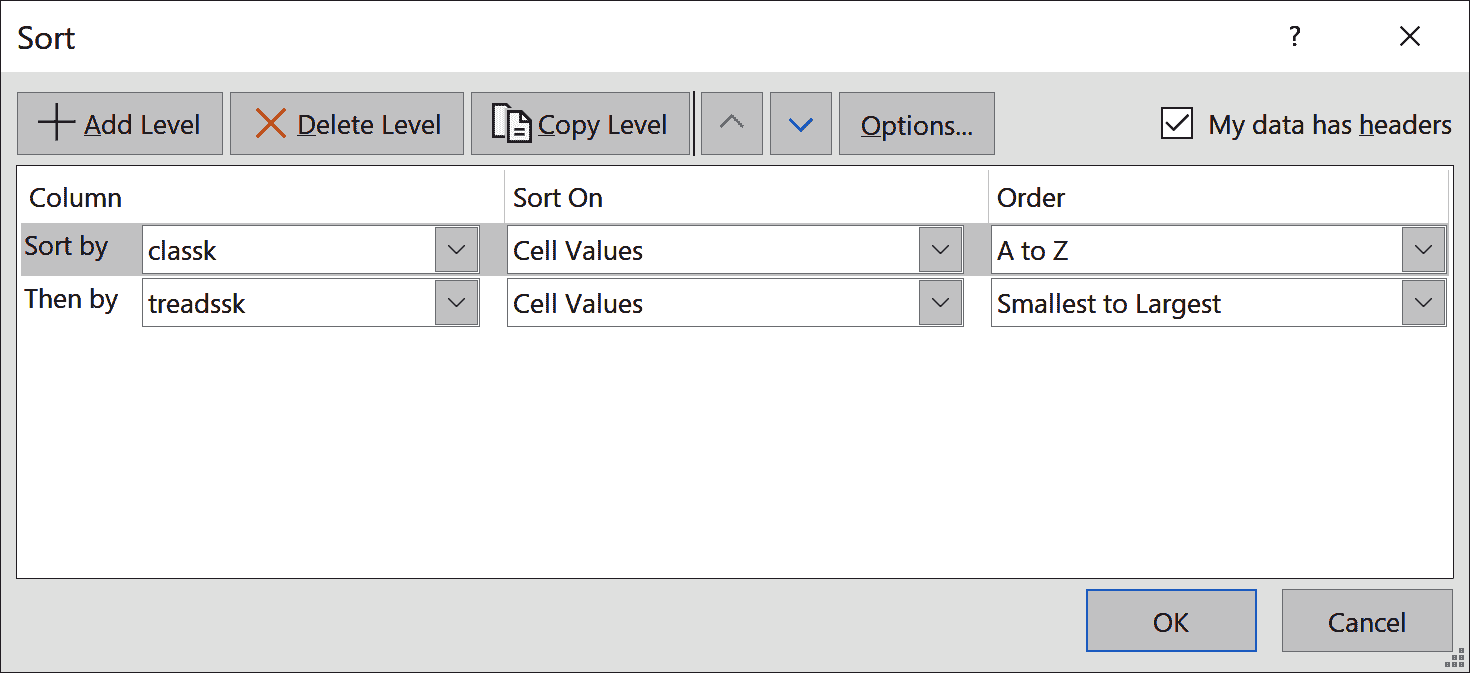 Sort ?
Add Level Delete Level Copy Level Options... My data has headers
Column Sort On Order
Sort by classk Cell Values A to Z
Then by treadssk Cell Values Smallest to Largest
OK Cancel